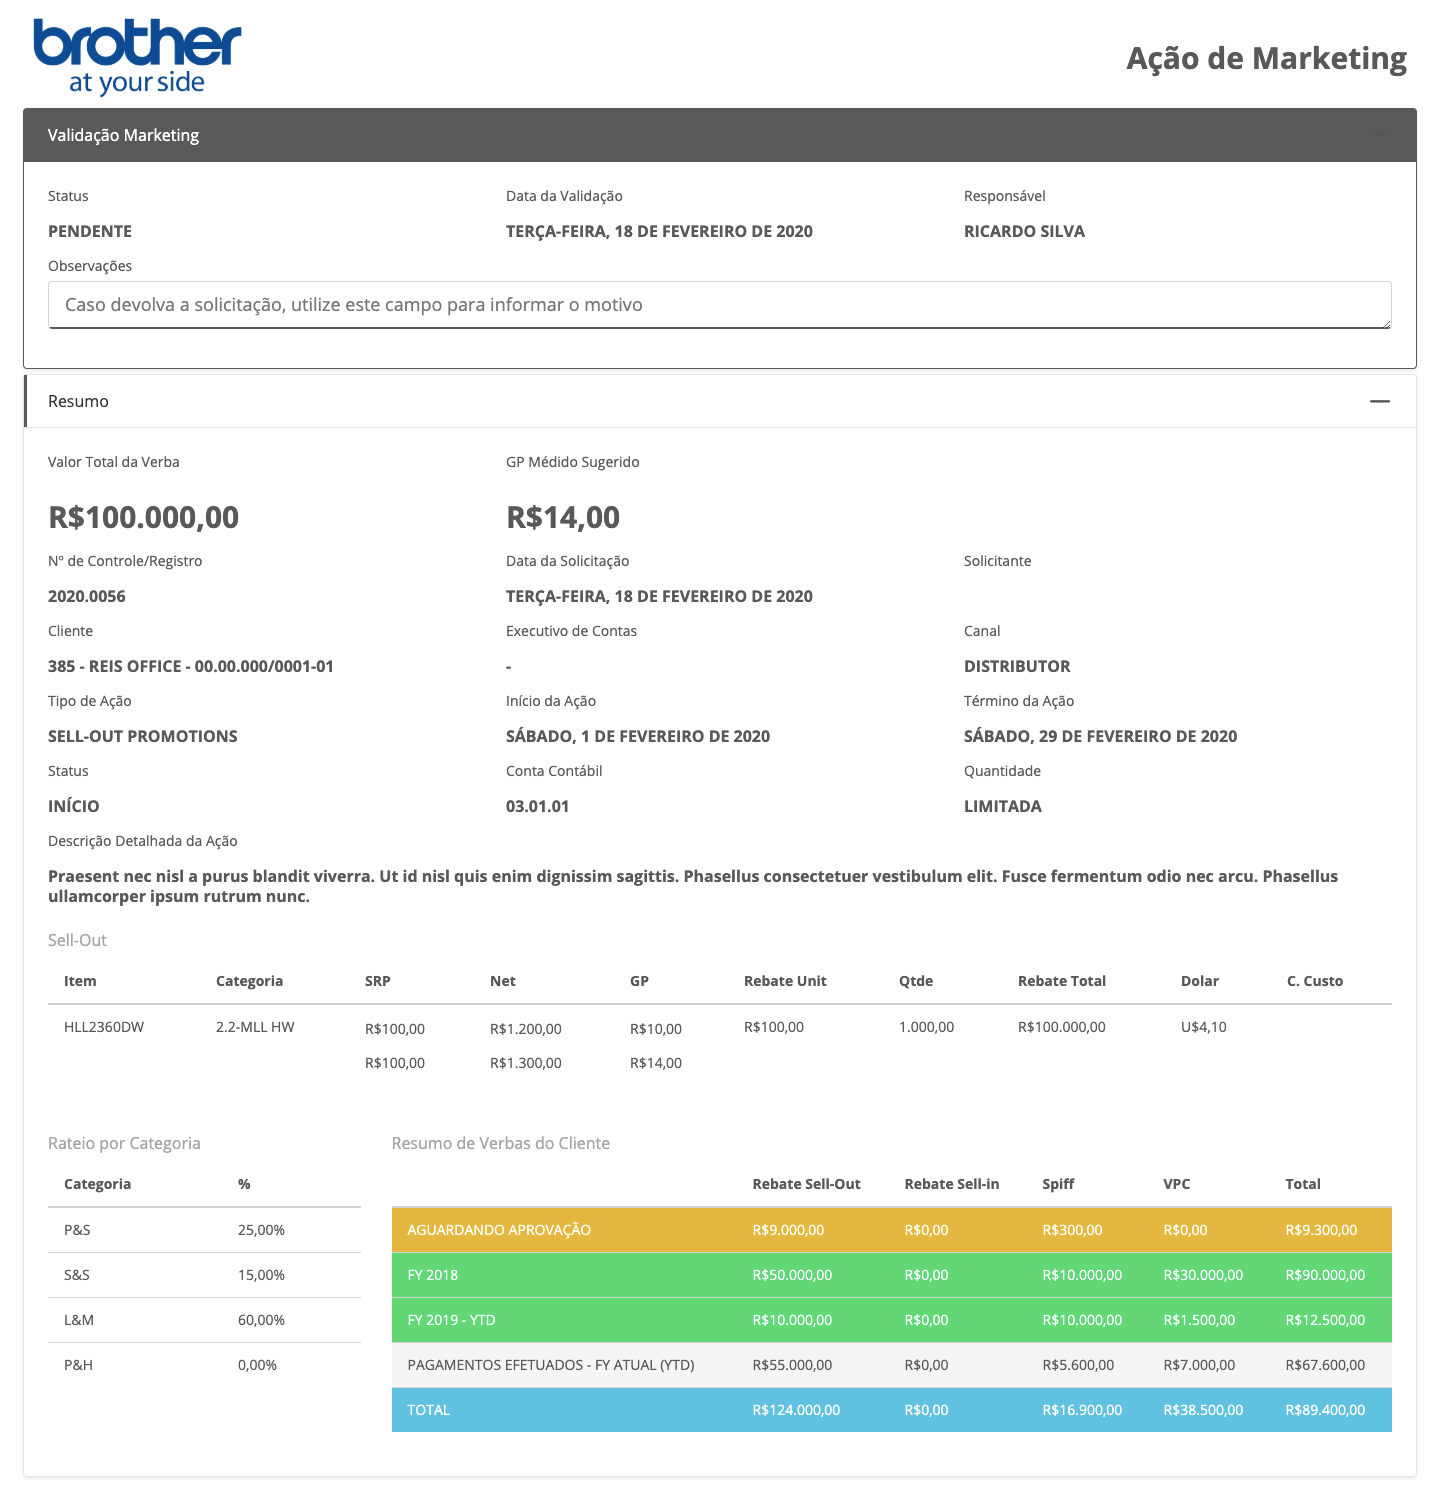 brother
at your side
Ação de Marketing
Validação Marketing
Status Data da Validação Responsável
PENDENTE TERÇA-FEIRA, 18 DE FEVEREIRO DE 2020 RICARDO SILVA
Observações
Caso devolva a solicitação, utilize este campo para informar o motivo
Resumo
Valor Total da Verba GP Médido Sugerido
R$100.000,00 R$14,00
Nº de Controle/Registro Data da Solicitação Solicitante
2020.0056 TERÇA-FEIRA, 18 DE FEVEREIRO DE 2020
Cliente Executivo de Contas Canal
385 - REIS OFFICE - 00.00.000/0001-01 - DISTRIBUTOR
Tipo de Ação Início da Ação Término da Ação
SELL-OUT PROMOTIONS SÁBADO, 1 DE FEVEREIRO DE 2020 SÁBADO, 29 DE FEVEREIRO DE 2020
Status Conta Contábil Quantidade
INÍCIO 03.01.01 LIMITADA
Descrição Detalhada da Ação
Praesent nec nisl a purus blandit viverra. Ut id nisl quis enim dignissim sagittis. Phasellus consectetuer vestibulum elit. Fusce fermentum odio nec arcu. Phasellus
ullamcorper ipsum rutrum nunc.
Sell-Out
Item Categoria SRP Net GP Rebate Unit Qtde Rebate Total Dolar C. Custo
HLL2360DW 2.2-MLL HW R$100,00 R$1.200,00 R$10,00 R$100,00 1.000,00 R$100.000,00 U$4,10
R$100,00 R$1.300,00 R$14,00
Rateio por Categoria
Categoria %
P&S 25,00%
S&S 15,00%
L&M 60,00%
P&H 0,00%
Resumo de Verbas do Cliente
Rebate Sell-Out Rebate Sell-in Spiff VPC Total
AGUARDANDO APROVAÇÃO R$9.000,00 R$0,00 R$300,00 R$0,00 R$9.300,00
FY 2018 R$50.000,00 R$0,00 R$10.000,00 R$30.000,00 R$90.000,00
FY 2019 - YTD R$10.000,00 R$0,00 R$10.000,00 R$1.500,00 R$12.500,00
PAGAMENTOS EFETUADOS - FY ATUAL (YTD) R$55.000,00 R$0,00 R$5.600,00 R$7.000,00 R$67.600,00
TOTAL R$124.000,00 R$0,00 R$16.900,00 R$38.500,00 R$89.400,00